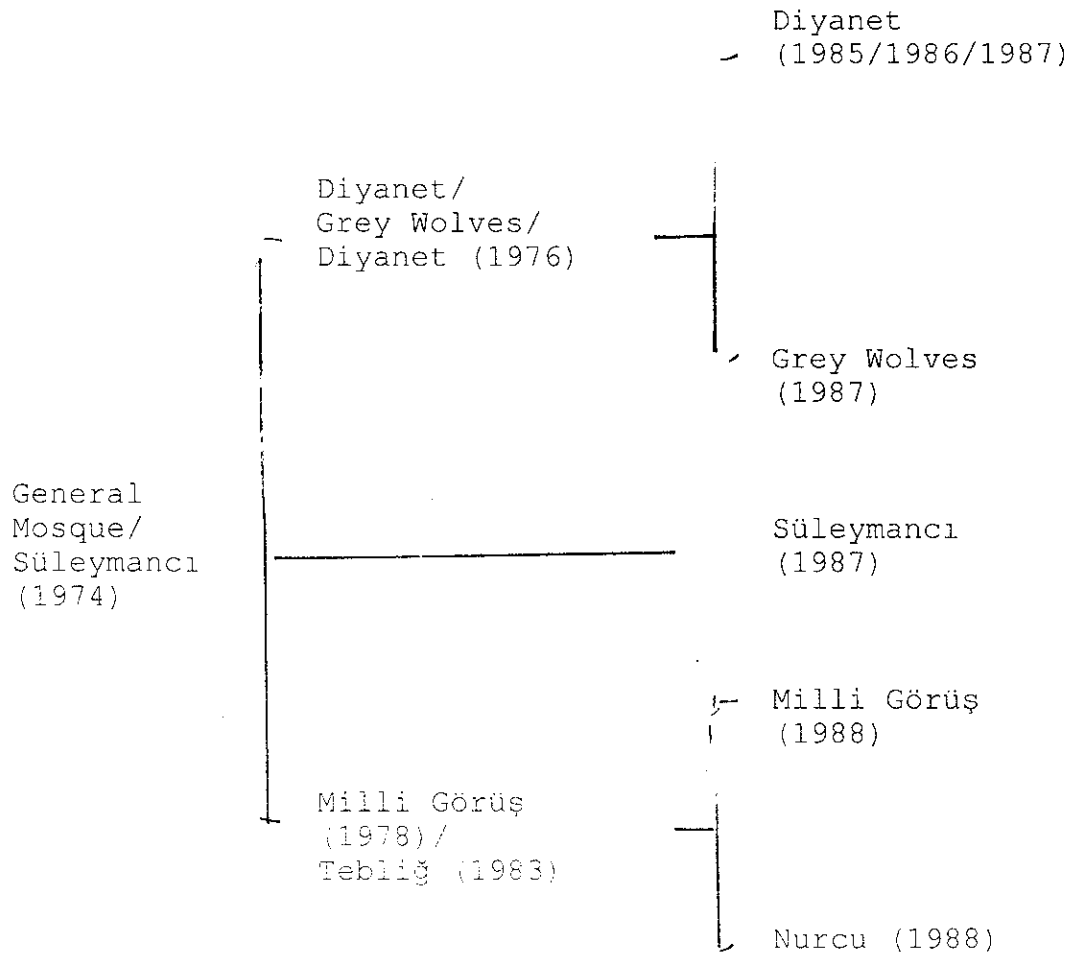 Diyanet
(1985/1986/1987)
Diyanet/
Grey Wolves/
Diyanet (1976)
Grey Wolves
(1987)
General
Mosque/
Süleymancı
(1974)
Süleymancı
(1987)
Milli Görüş
(1988)
Milli Görüş
(1978)/
Tebliğ (1983)
Nurcu (1988)